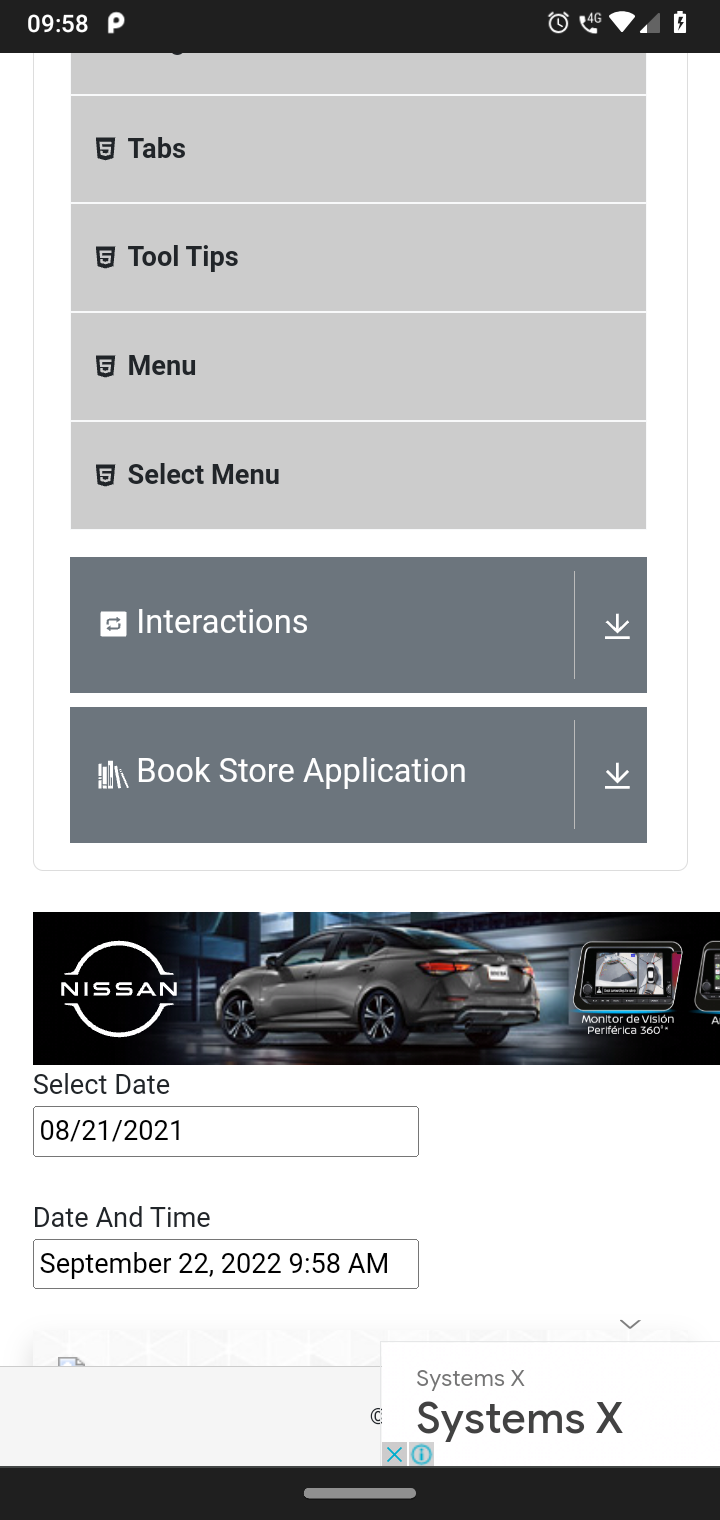 09:58
4G
Tabs
Tool Tips
Menu
Select Menu
Interactions
Book Store Application
NISSAN
Monitor de Visión
Periférica 360°*
Select Date
08/21/2021
Date And Time
September 22, 2022 9:58 AM
©
Systems X
Systems X